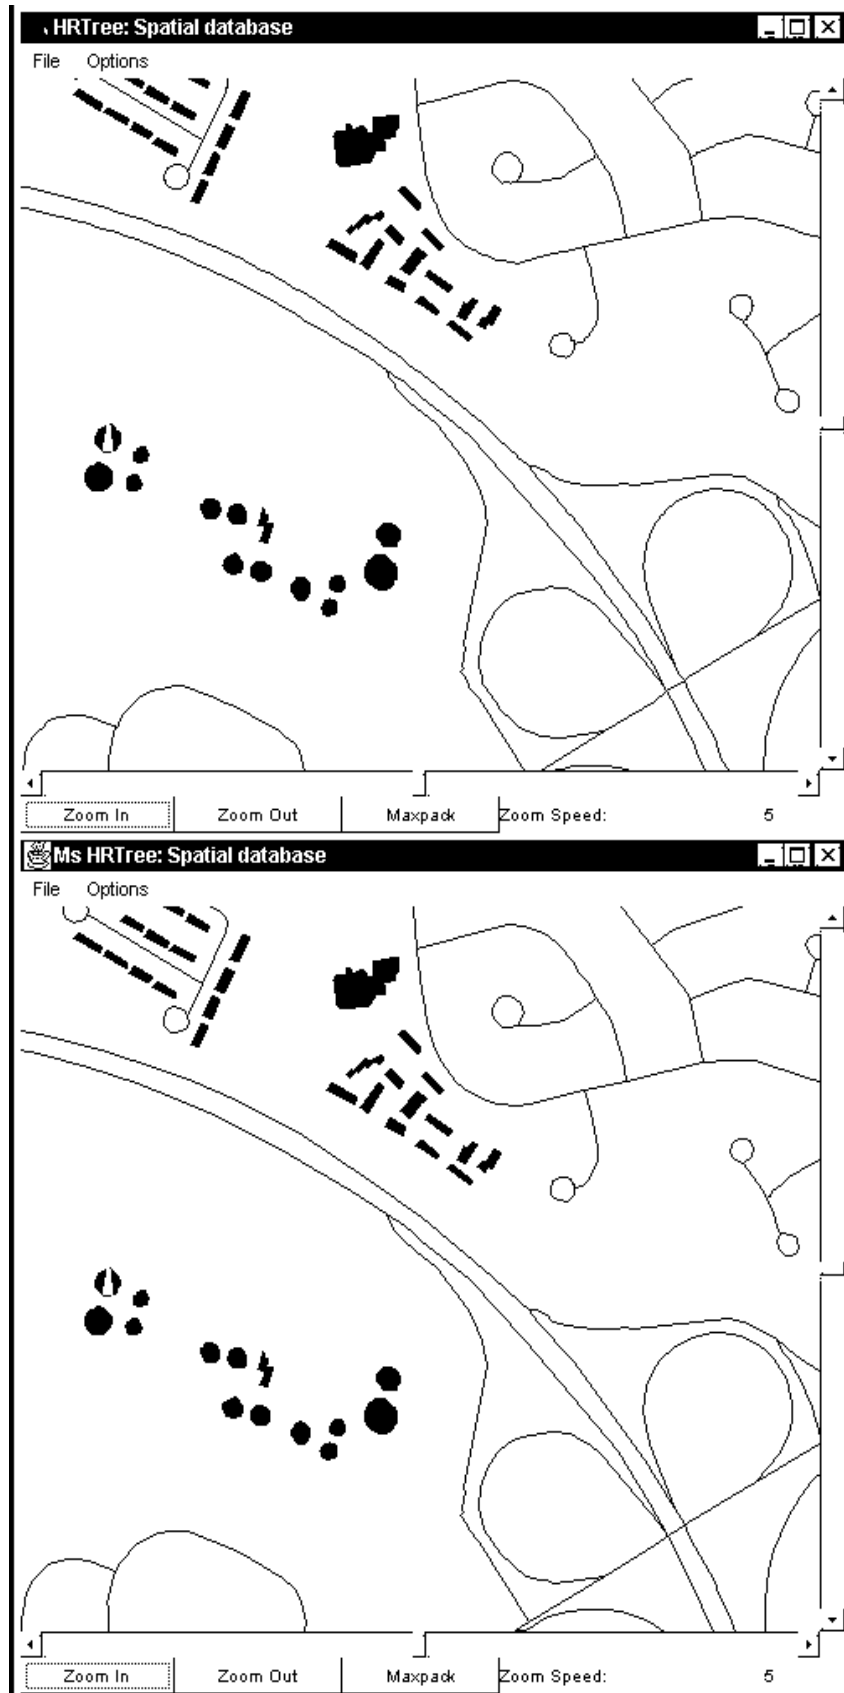 HRTree: Spatial database
File Options
Zoom In Zoom Out Maxpack Zoom Speed: 5
Ms HRTree: Spatial database
File Options
Zoom In Zoom Out Maxpack Zoom Speed: 5